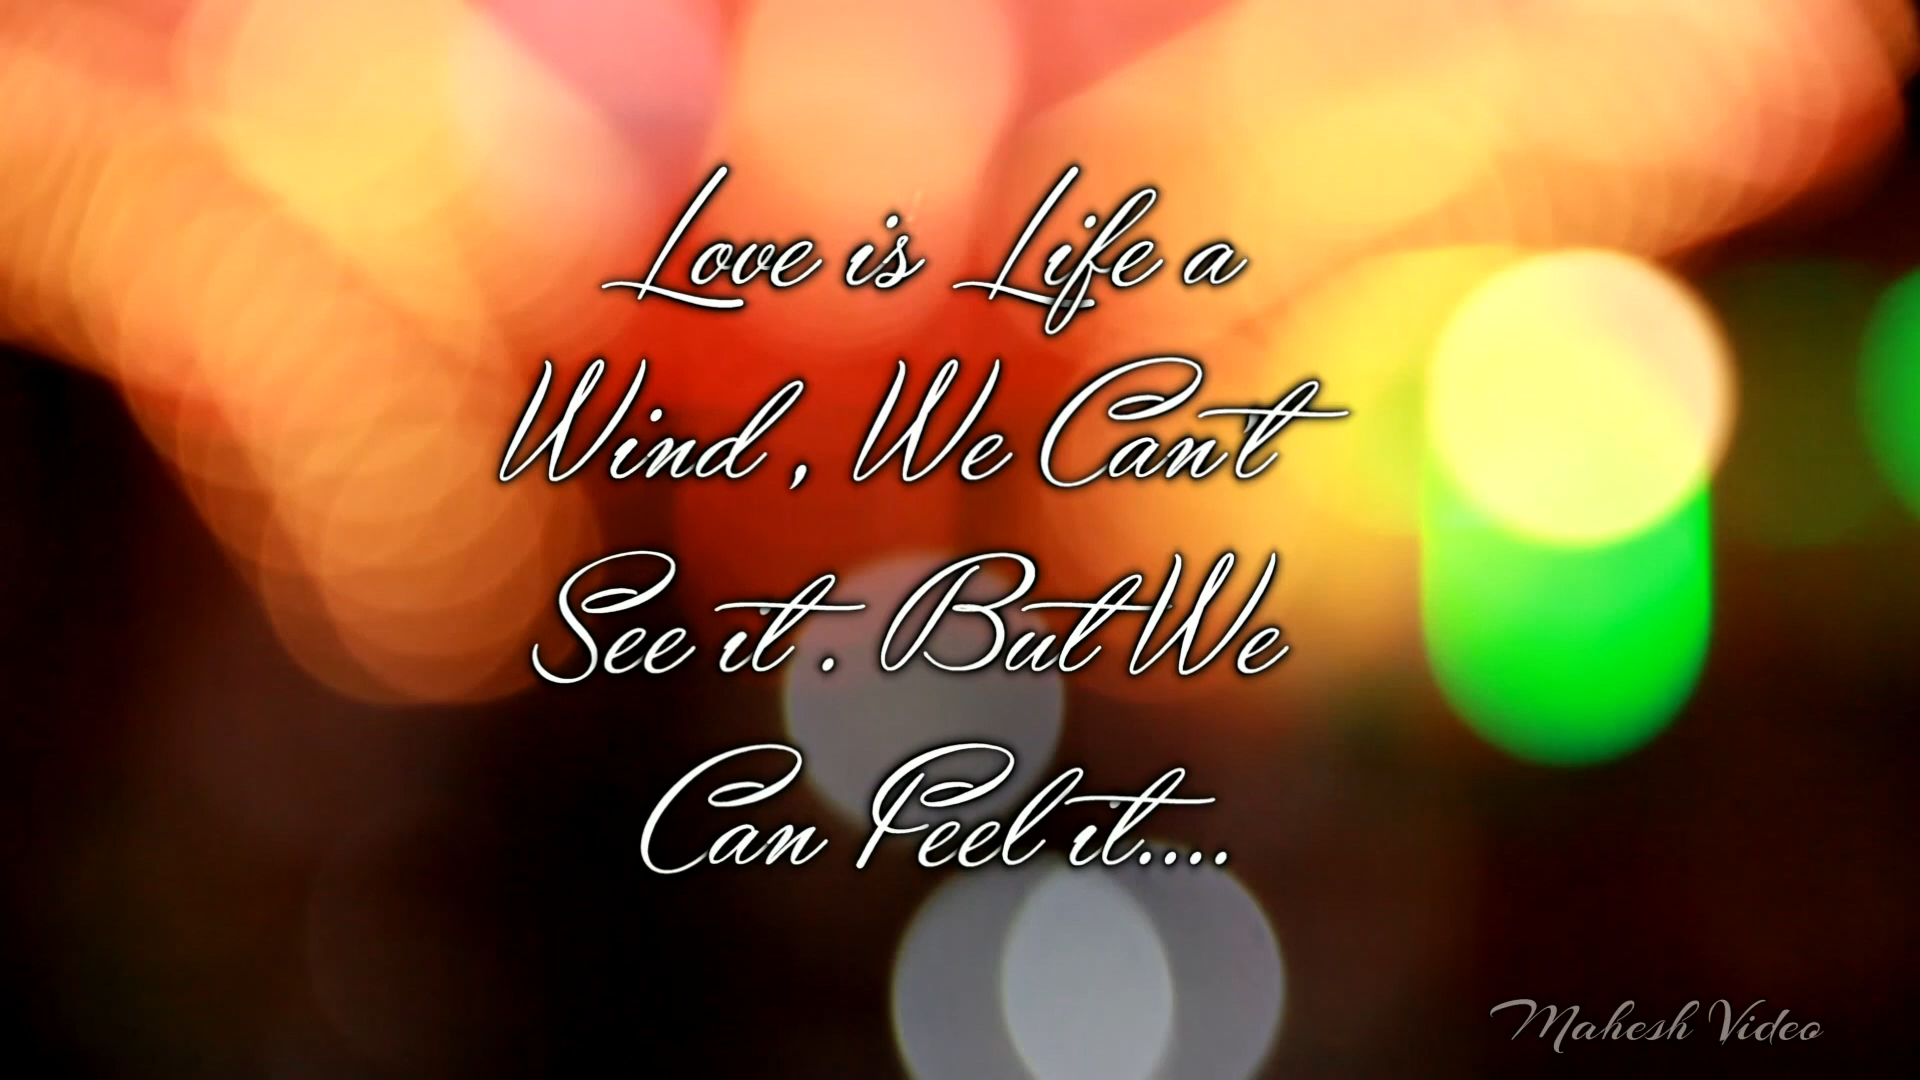 Love is Life a
Wind , We Can't
See it . But We
Can Feel it....
Mahesh Video